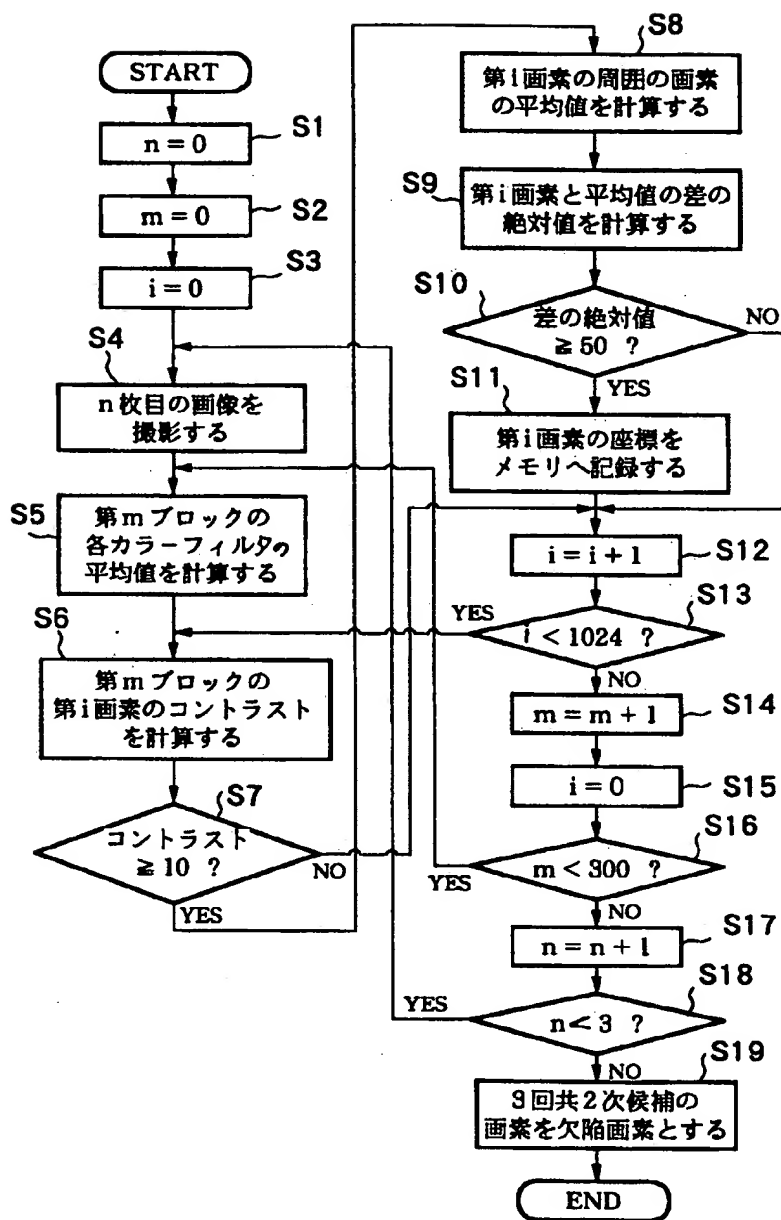 START
S1
n = 0
S2
m = 0
S3
i = 0
S4
n枚目の画像を
撮影する
S5
第mブロックの
各カラーフィルタの
平均値を計算する
S6
第mブロックの
第i画素のコントラスト
を計算する
S7
コントラスト
≧10 ?
NO
YES
S8
第i画素の周囲の画素
の平均値を計算する
S9
第i画素と平均値の差の
絶対値を計算する
S10
差の絶対値
≧50 ?
NO
YES
S11
第i画素の座標を
メモリへ記録する
S12
i = i + 1
S13
i < 1024 ?
YES
NO
S14
m = m + 1
S15
i = 0
S16
m < 300 ?
YES
NO
S17
n = n + 1
S18
n < 3 ?
YES
NO
S19
3回共2次候補の
画素を欠陥画素とする
END